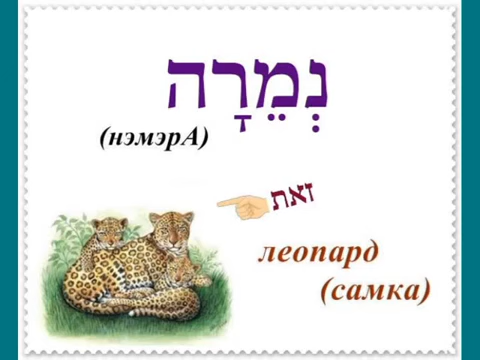 נְמֵרָה
(нэмэрА)
זאת
леопард
(самка)